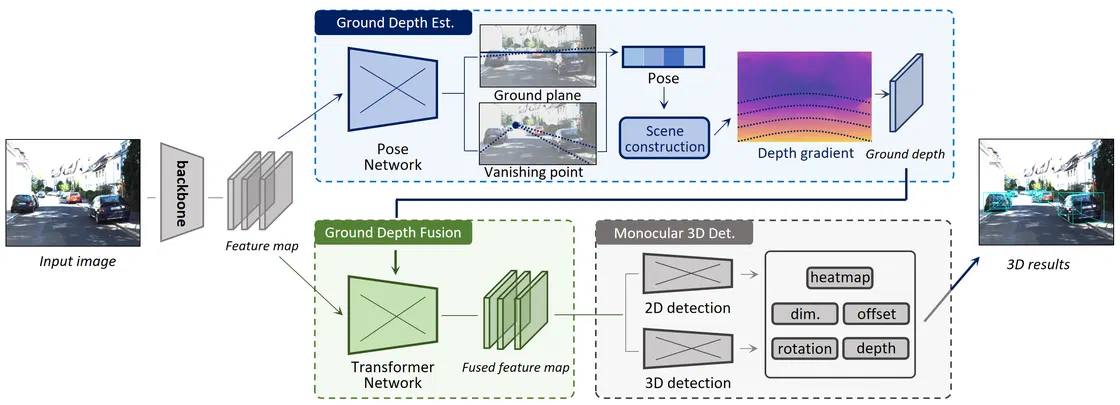 Input image
backbone
Feature map
Ground Depth Est.
Pose
Network
Ground plane
Vanishing point
Pose
Scene
construction
Depth gradient
Ground depth
Ground Depth Fusion
Transformer
Network
Fused feature map
Monocular 3D Det.
2D detection
3D detection
heatmap
dim.
offset
rotation
depth
3D results